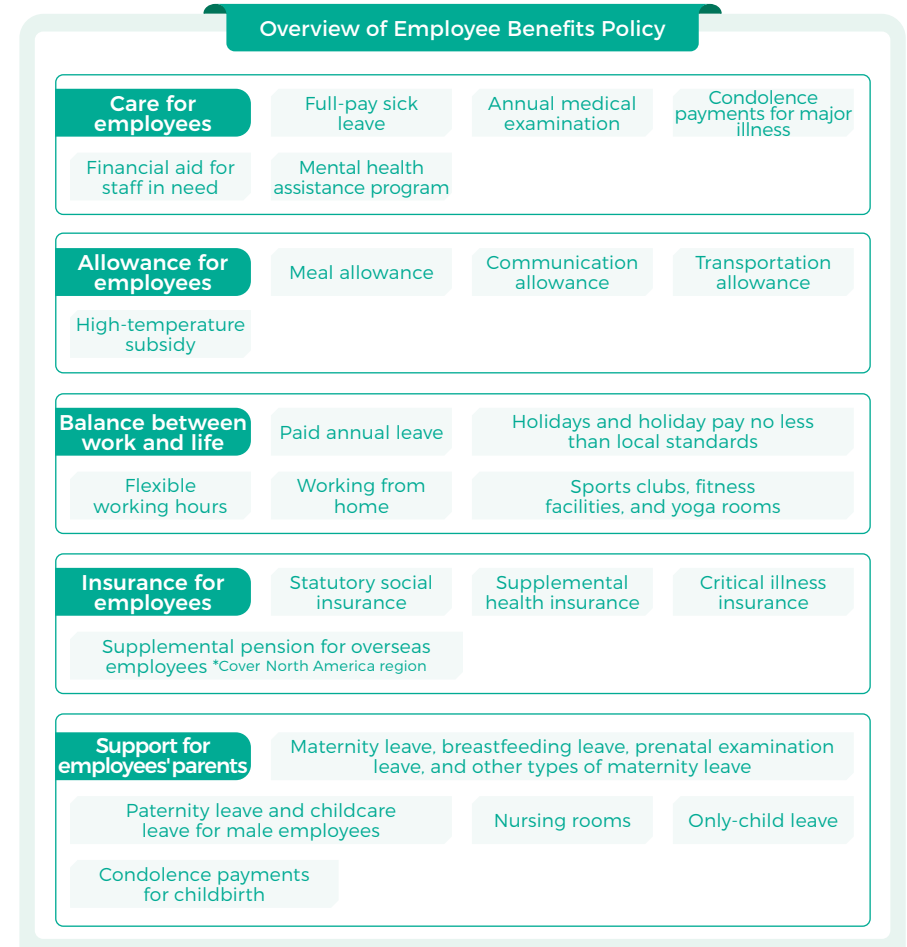 Overview of Employee Benefits Policy
Care for
employees
Full-pay sick
leave
Annual medical
examination
Condolence
payments for major
illness
Financial aid for
staff in need
Mental health
assistance program
Allowance for
employees
Meal allowance
Communication
allowance
Transportation
allowance
High-temperature
subsidy
Balance between
work and life
Paid annual leave
Holidays and holiday pay no less
than local standards
Flexible
working hours
Working from
home
Sports clubs, fitness
facilities, and yoga rooms
Insurance for
employees
Statutory social
insurance
Supplemental
health insurance
Critical illness
insurance
Supplemental pension for overseas
employees *Cover North America region
Support for
employees' parents
Maternity leave, breastfeeding leave, prenatal examination
leave, and other types of maternity leave
Paternity leave and childcare
leave for male employees
Nursing rooms
Only-child leave
Condolence payments
for childbirth